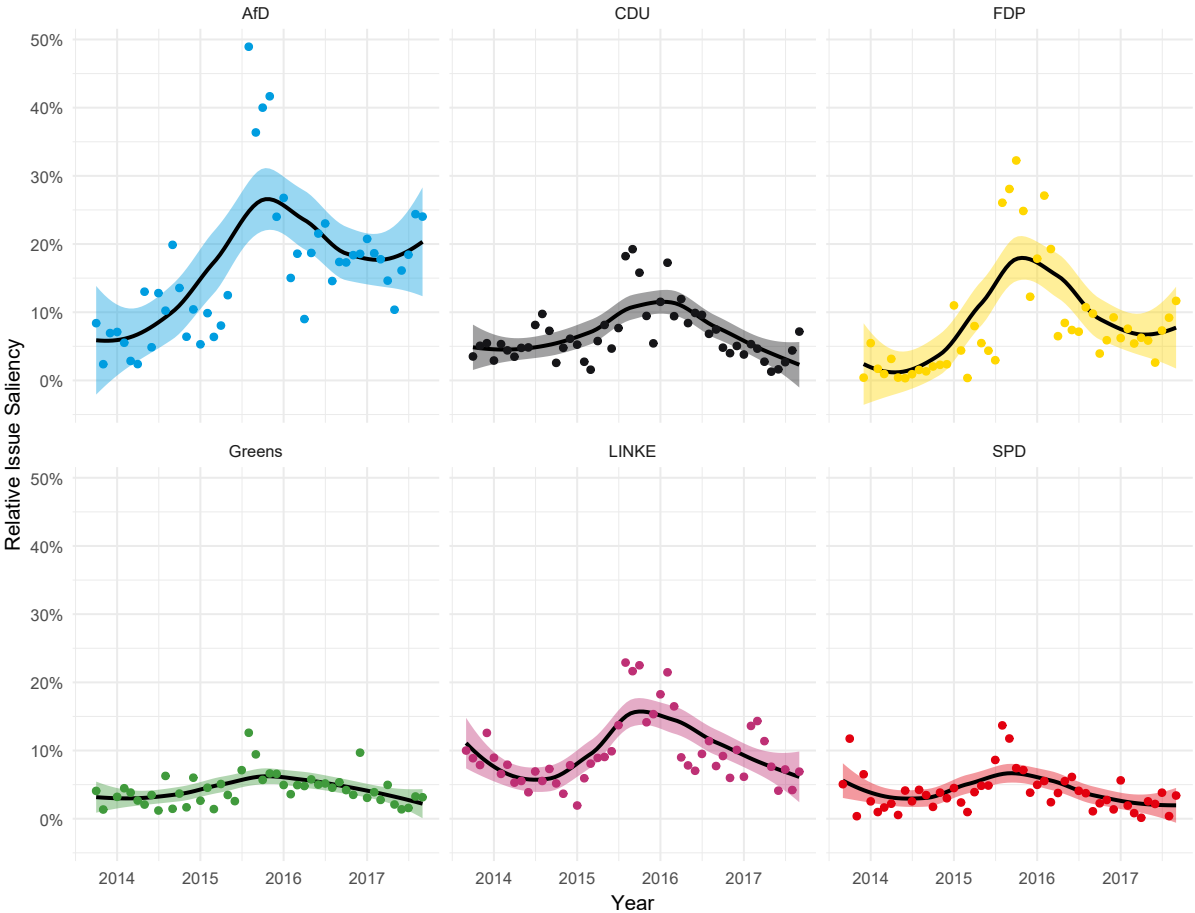 AfD CDU FDP
50%
40%
30%
20%
10%
0%
Relative Issue Saliency
Greens LINKE SPD
50%
40%
30%
20%
10%
0%
2014 2015 2016 2017 2014 2015 2016 2017 2014 2015 2016 2017
Year